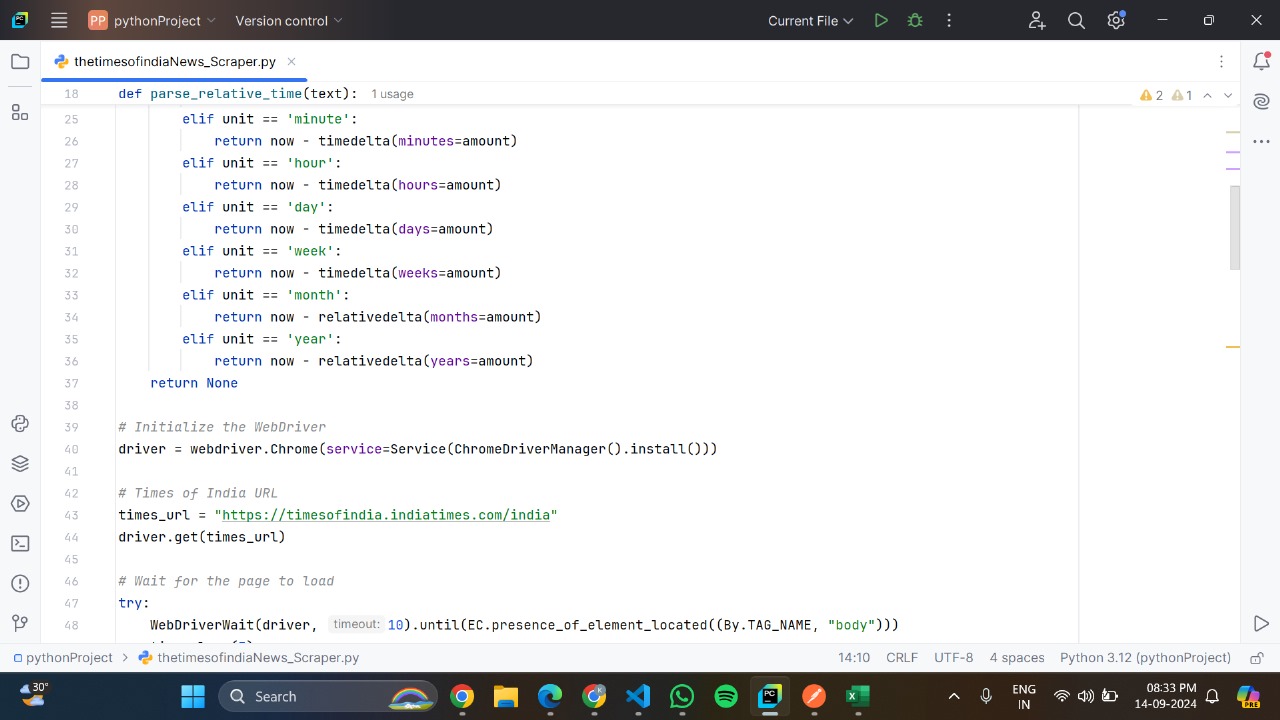 PP pythonProject Version control Current File
thetimesofindiaNews_Scraper.py
18 def parse_relative_time(text): 1 usage 2 1
25 elif unit == 'minute':
26 return now - timedelta(minutes=amount)
27 elif unit == 'hour':
28 return now - timedelta(hours=amount)
29 elif unit == 'day':
30 return now - timedelta(days=amount)
31 elif unit == 'week':
32 return now - timedelta(weeks=amount)
33 elif unit == 'month':
34 return now - relativedelta(months=amount)
35 elif unit == 'year':
36 return now - relativedelta(years=amount)
37 return None
38
39 # Initialize the WebDriver
40 driver = webdriver.Chrome(service=Service(ChromeDriverManager().install()))
41
42 # Times of India URL
43 times_url = "https://timesofindia.indiatimes.com/india"
44 driver.get(times_url)
45
46 # Wait for the page to load
47 try:
48 WebDriverWait(driver, timeout: 10).until(EC.presence_of_element_located((By.TAG_NAME, "body")))
pythonProject > thetimesofindiaNews_Scraper.py 14:10 CRLF UTF-8 4 spaces Python 3.12 (pythonProject)
30° Search ENG IN 08:33 PM 14-09-2024 PRE